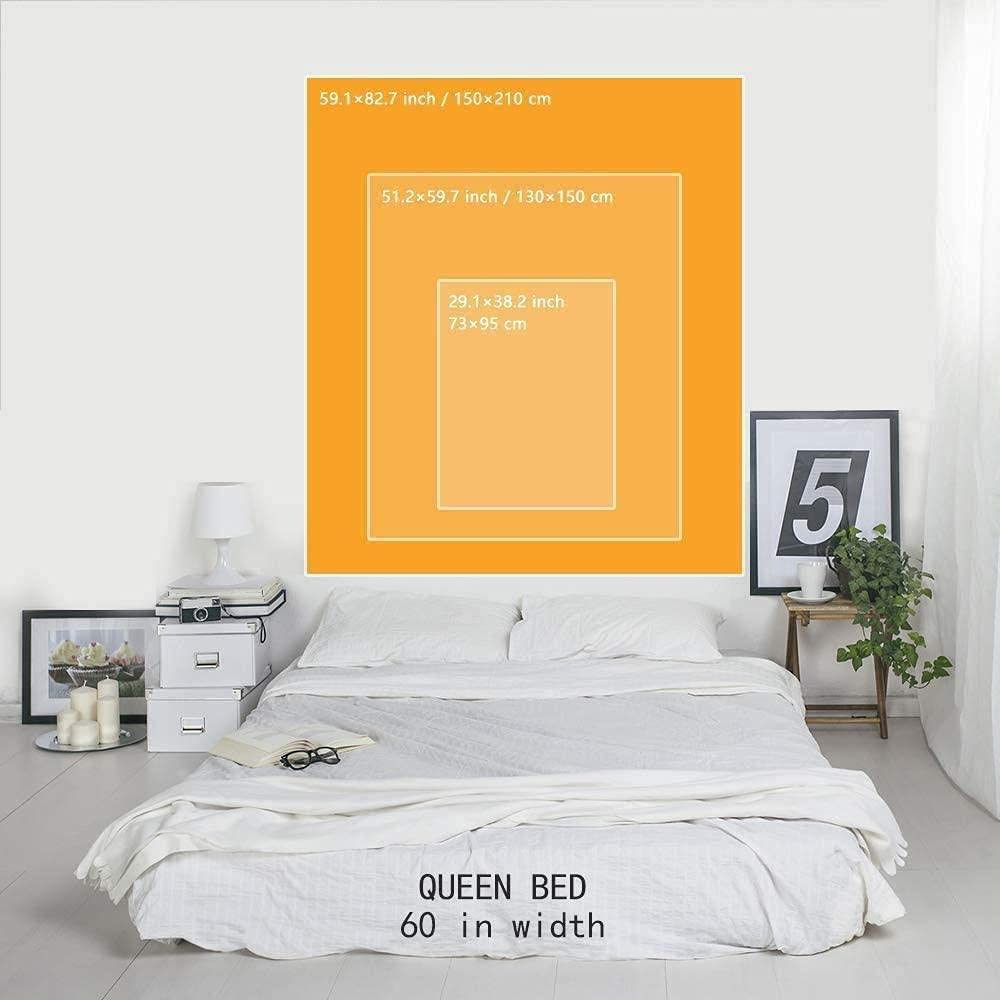 59.1×82.7 inch / 150×210 cm
51.2×59.7 inch / 130×150 cm
29.1×38.2 inch
73×95 cm
5
QUEEN BED
60 in width